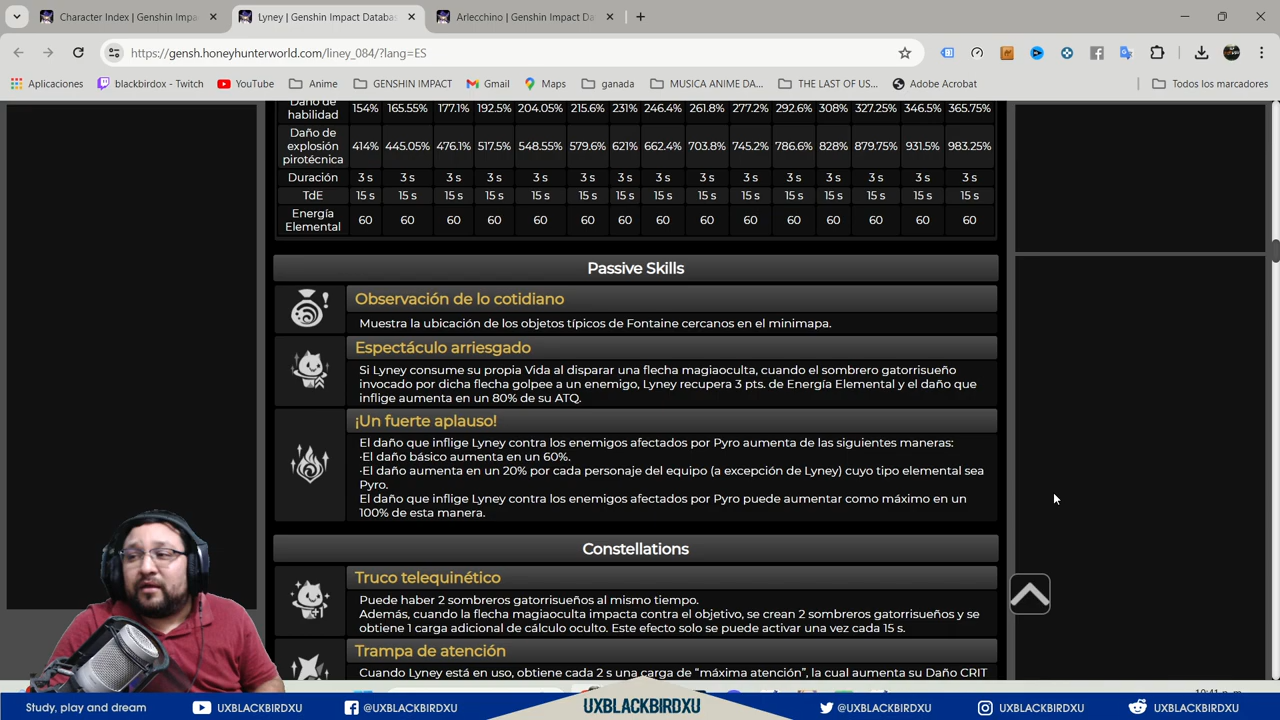 Character Index | Genshin Impa
Lyney | Genshin Impact Databas
Arlecchino | Genshin Impact Da
https://gensh.honeyhunterworld.com/liney_084/?lang=ES
Aplicaciones
blackbirdox - Twitch
YouTube
Anime
GENSHIN IMPACT
Gmail
Maps
ganada
MUSICA ANIME DA...
THE LAST OF US...
Adobe Acrobat
Todos los marcadores
Daño de habilidad 154% 165.55% 177.1% 192.5% 204.05% 215.6% 231% 246.4% 261.8% 277.2% 292.6% 308% 327.25% 346.5% 365.75%
Daño de explosión pirotécnica 414% 445.05% 476.1% 517.5% 548.55% 579.6% 621% 662.4% 703.8% 745.2% 786.6% 828% 879.75% 931.5% 983.25%
Duración 3 s 3 s 3 s 3 s 3 s 3 s 3 s 3 s 3 s 3 s 3 s 3 s 3 s 3 s 3 s
TdE 15 s 15 s 15 s 15 s 15 s 15 s 15 s 15 s 15 s 15 s 15 s 15 s 15 s 15 s 15 s
Energía Elemental 60 60 60 60 60 60 60 60 60 60 60 60 60 60 60
Passive Skills
Observación de lo cotidiano
Muestra la ubicación de los objetos típicos de Fontaine cercanos en el minimapa.
Espectáculo arriesgado
Si Lyney consume su propia Vida al disparar una flecha magiaoculta, cuando el sombrero gatorrisueño
invocado por dicha flecha golpee a un enemigo, Lyney recupera 3 pts. de Energía Elemental y el daño que
inflige aumenta en un 80% de su ATQ.
¡Un fuerte aplauso!
El daño que inflige Lyney contra los enemigos afectados por Pyro aumenta de las siguientes maneras:
·El daño básico aumenta en un 60%.
·El daño aumenta en un 20% por cada personaje del equipo (a excepción de Lyney) cuyo tipo elemental sea
Pyro.
El daño que inflige Lyney contra los enemigos afectados por Pyro puede aumentar como máximo en un
100% de esta manera.
Constellations
Truco telequinético
Puede haber 2 sombreros gatorrisueños al mismo tiempo.
Además, cuando la flecha magiaoculta impacta contra el objetivo, se crean 2 sombreros gatorrisueños y se
obtiene 1 carga adicional de cálculo oculto. Este efecto solo se puede activar una vez cada 15 s.
Trampa de atención
Cuando Lyney está en uso, obtiene cada 2 s una carga de “máxima atención”, la cual aumenta su Daño CRIT
Study, play and dream
UXBLACKBIRDXU
@UXBLACKBIRDXU
UXBLACKBIRDXU
@UXBLACKBIRDXU
UXBLACKBIRDXU
UXBLACKBIRDXU